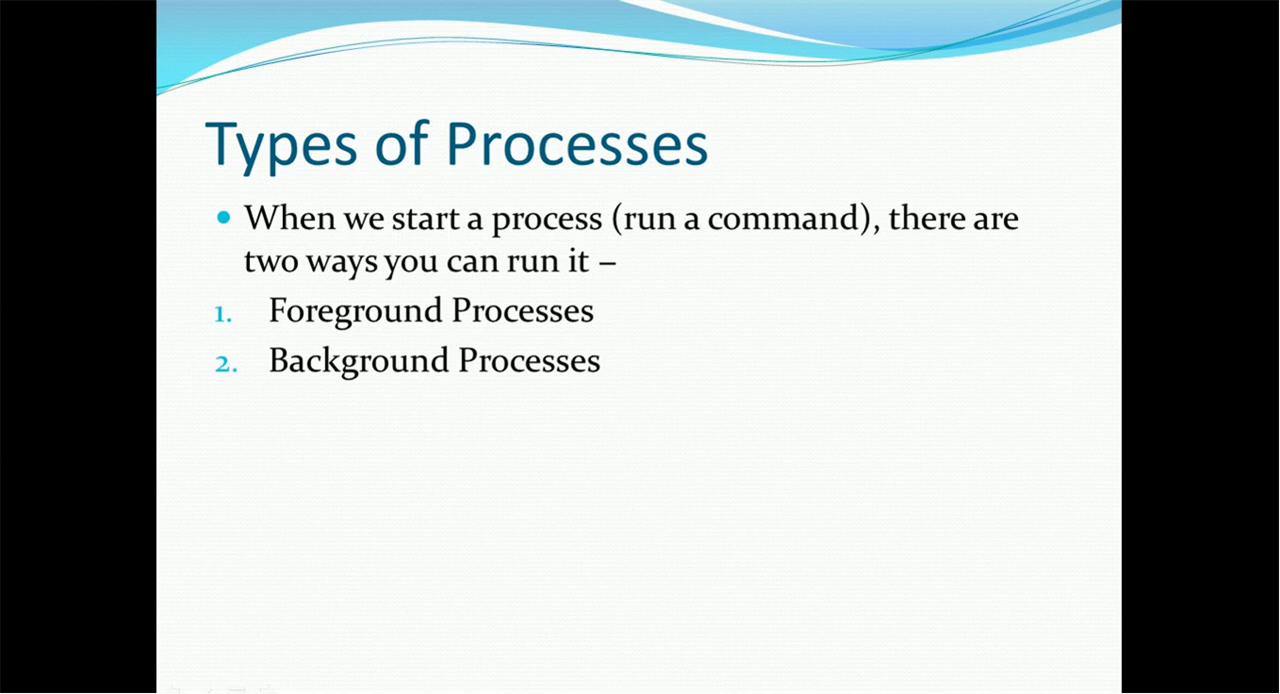 Types of Processes
• When we start a process (run a command), there are
two ways you can run it –
1. Foreground Processes
2. Background Processes